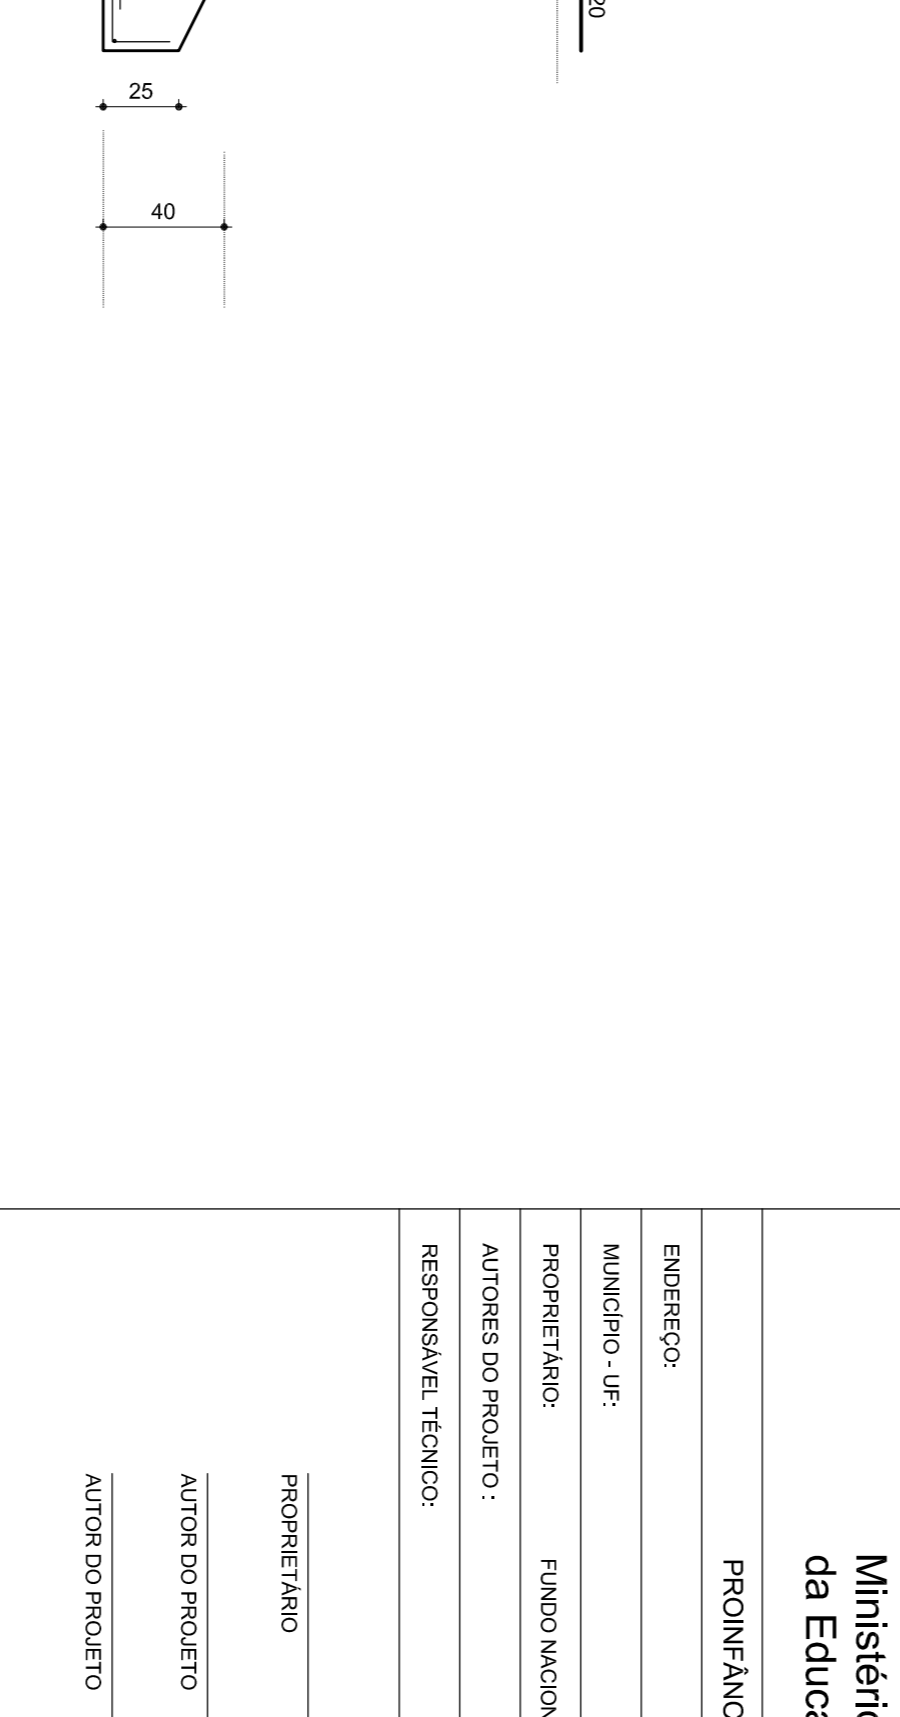 20
25
40
Ministério
da Educa
PROINFÂNC
ENDEREÇO:
MUNICÍPIO - UF:
PROPRIETÁRIO: FUNDO NACION
AUTORES DO PROJETO :
RESPONSÁVEL TÉCNICO:
PROPRIETÁRIO
AUTOR DO PROJETO
AUTOR DO PROJETO